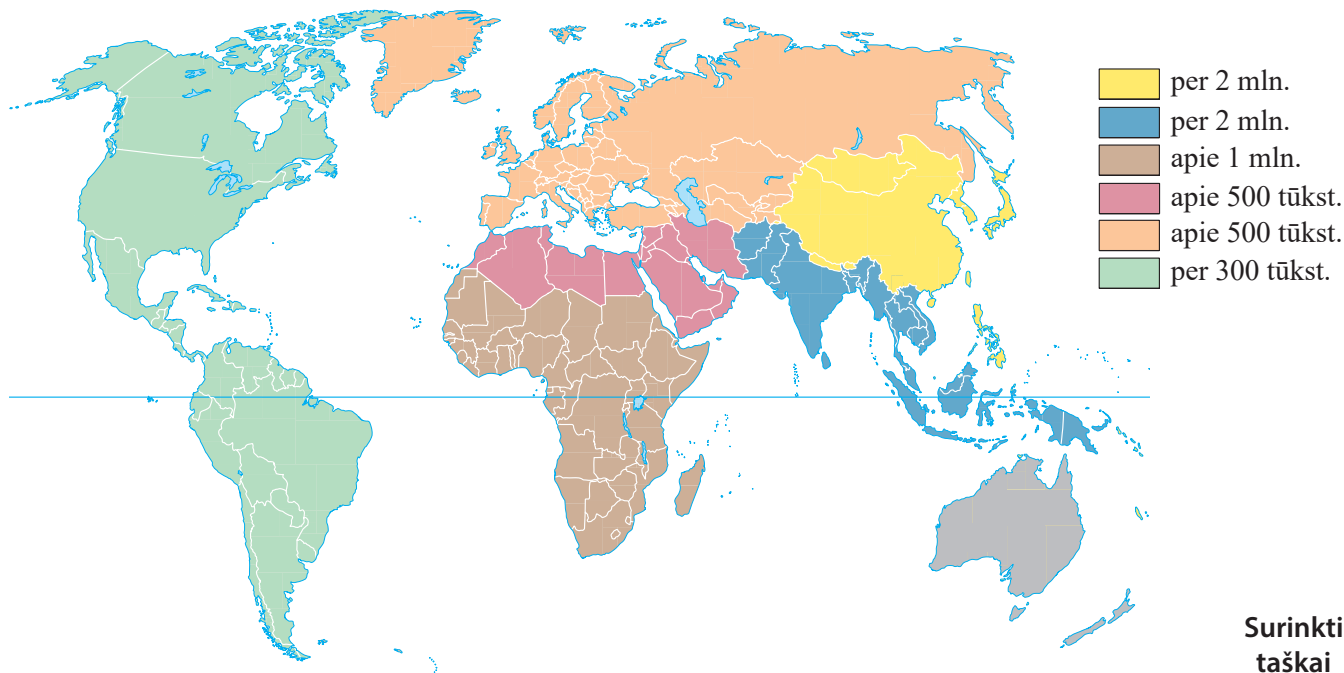 per 2 mln.
per 2 mln.
apie 1 mln.
apie 500 tūkst.
apie 500 tūkst.
per 300 tūkst.
Surinkti
taškai